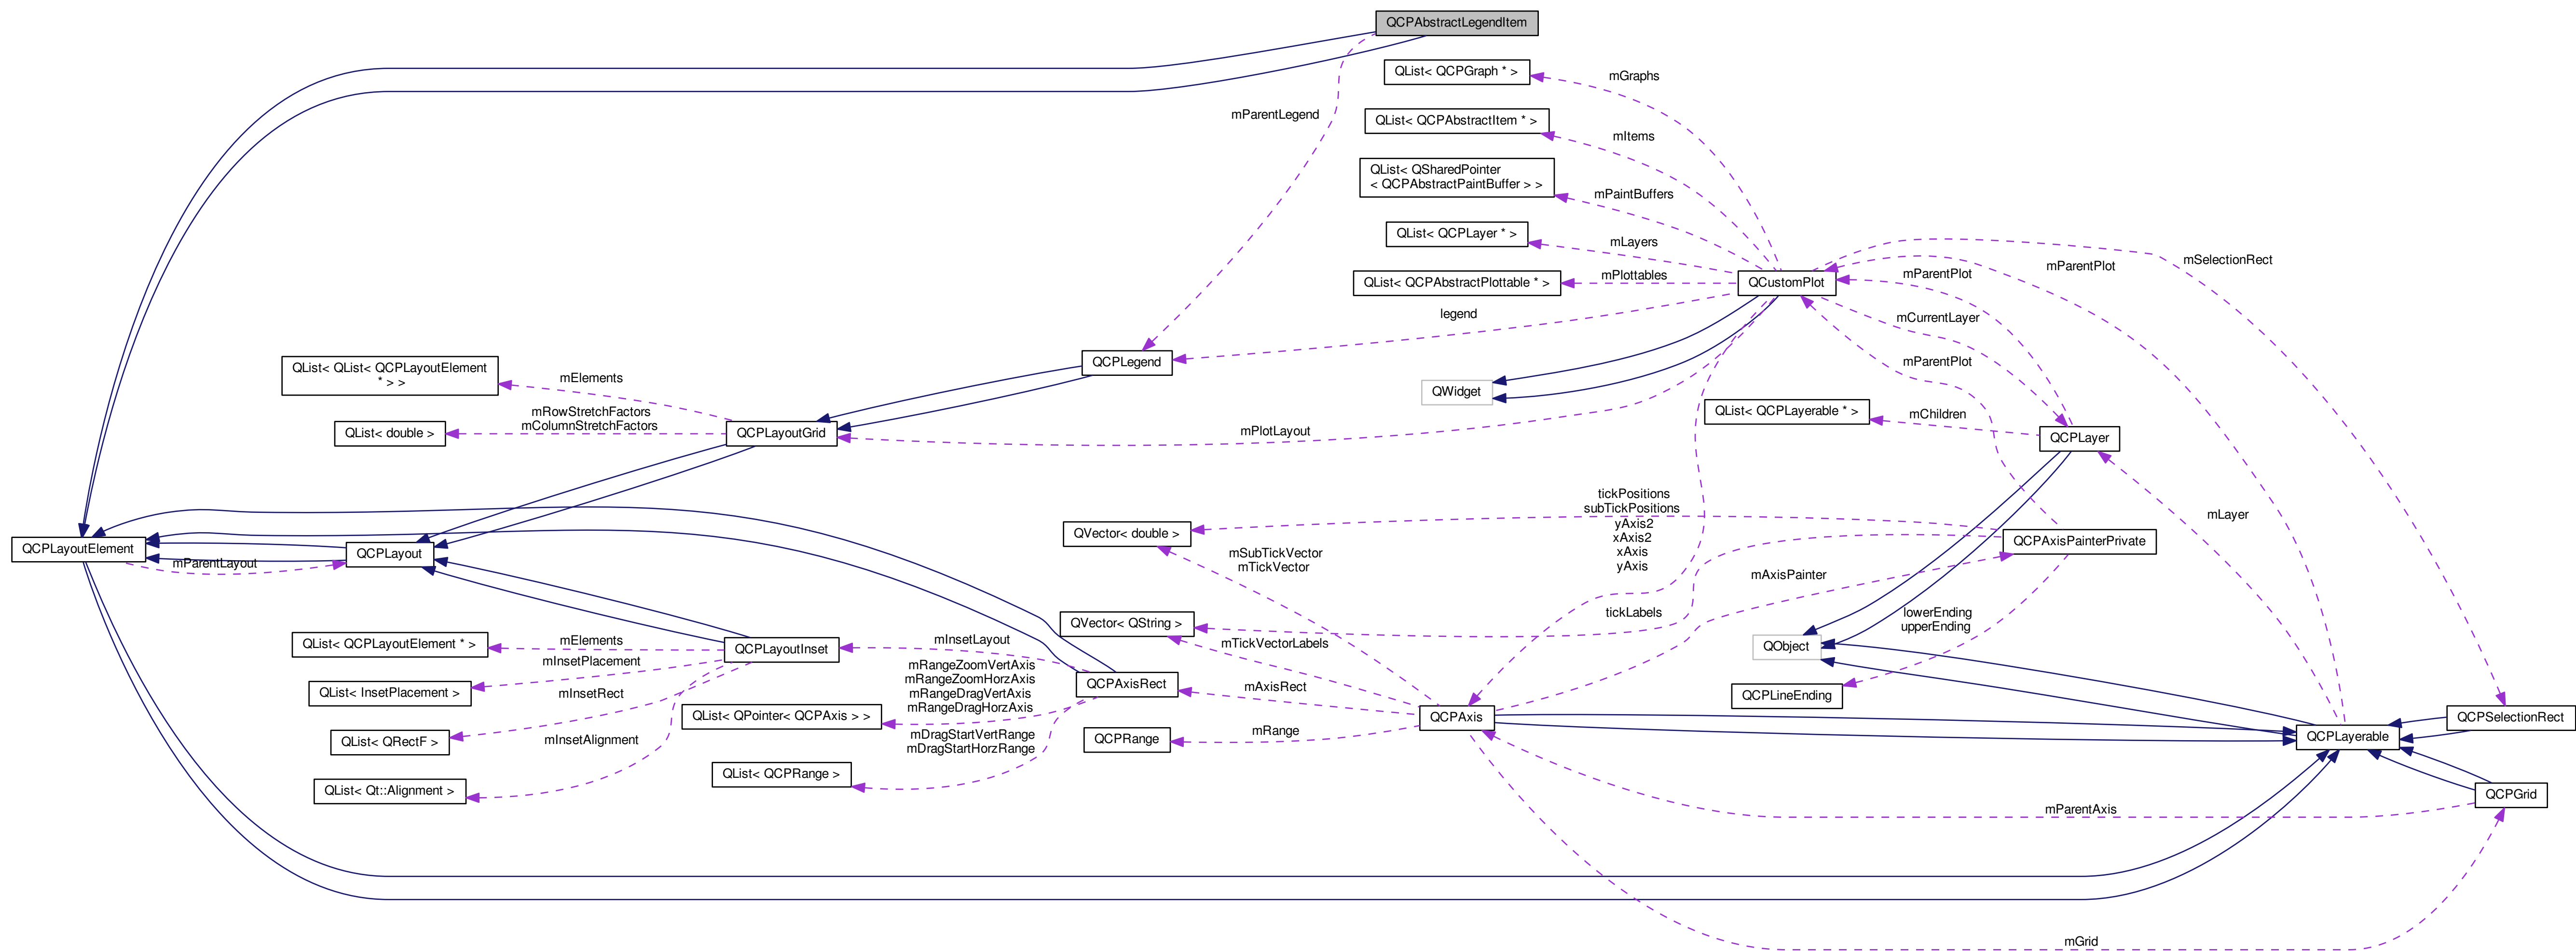 QCPAbstractLegendItem
QList< QCPGraph * >
mGraphs
mParentLegend
QList< QCPAbstractItem * >
mItems
QList< QSharedPointer
< QCPAbstractPaintBuffer > >
mPaintBuffers
QList< QCPLayer * >
mLayers
mSelectionRect
mParentPlot
mParentPlot
QList< QCPAbstractPlottable * >
mPlottables
QCustomPlot
legend
mCurrentLayer
QCPLegend
mParentPlot
QList< QList< QCPLayoutElement
* > >
mElements
QWidget
mRowStretchFactors
mColumnStretchFactors
QList< QCPLayerable * >
mChildren
QList< double >
QCPLayoutGrid
mPlotLayout
QCPLayer
tickPositions
subTickPositions
yAxis2
xAxis2
xAxis
yAxis
mLayer
QVector< double >
QCPAxisPainterPrivate
QCPLayoutElement
QCPLayout
mParentLayout
mSubTickVector
mTickVector
mAxisPainter
QVector< QString >
tickLabels
lowerEnding
upperEnding
QList< QCPLayoutElement * >
mElements
QCPLayoutInset
mInsetLayout
mTickVectorLabels
QObject
mInsetPlacement
mRangeZoomVertAxis
mRangeZoomHorzAxis
mRangeDragVertAxis
mRangeDragHorzAxis
QCPAxisRect
mAxisRect
QList< InsetPlacement >
mInsetRect
QCPLineEnding
QList< QPointer< QCPAxis > >
QCPAxis
QCPSelectionRect
QList< QRectF >
mInsetAlignment
mDragStartVertRange
mDragStartHorzRange
QCPRange
mRange
QCPLayerable
QList< QCPRange >
QList< Qt::Alignment >
QCPGrid
mParentAxis
mGrid